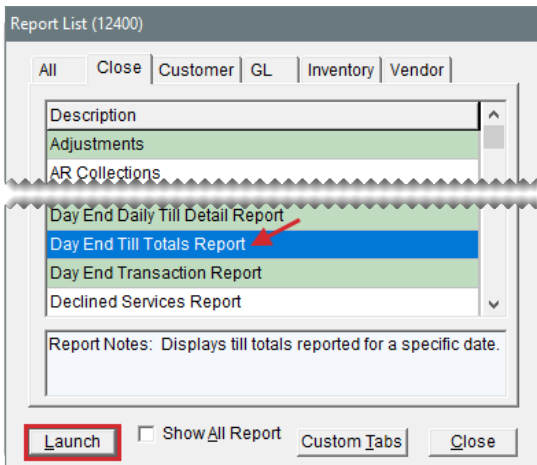 Report List (12400)
All Close Customer GL Inventory Vendor
Description
Adjustments
AR Collections
Day End Daily Till Detail Report
Day End Till Totals Report
Day End Transaction Report
Declined Services Report
Report Notes: Displays till totals reported for a specific date.
Launch Show All Report Custom Tabs Close